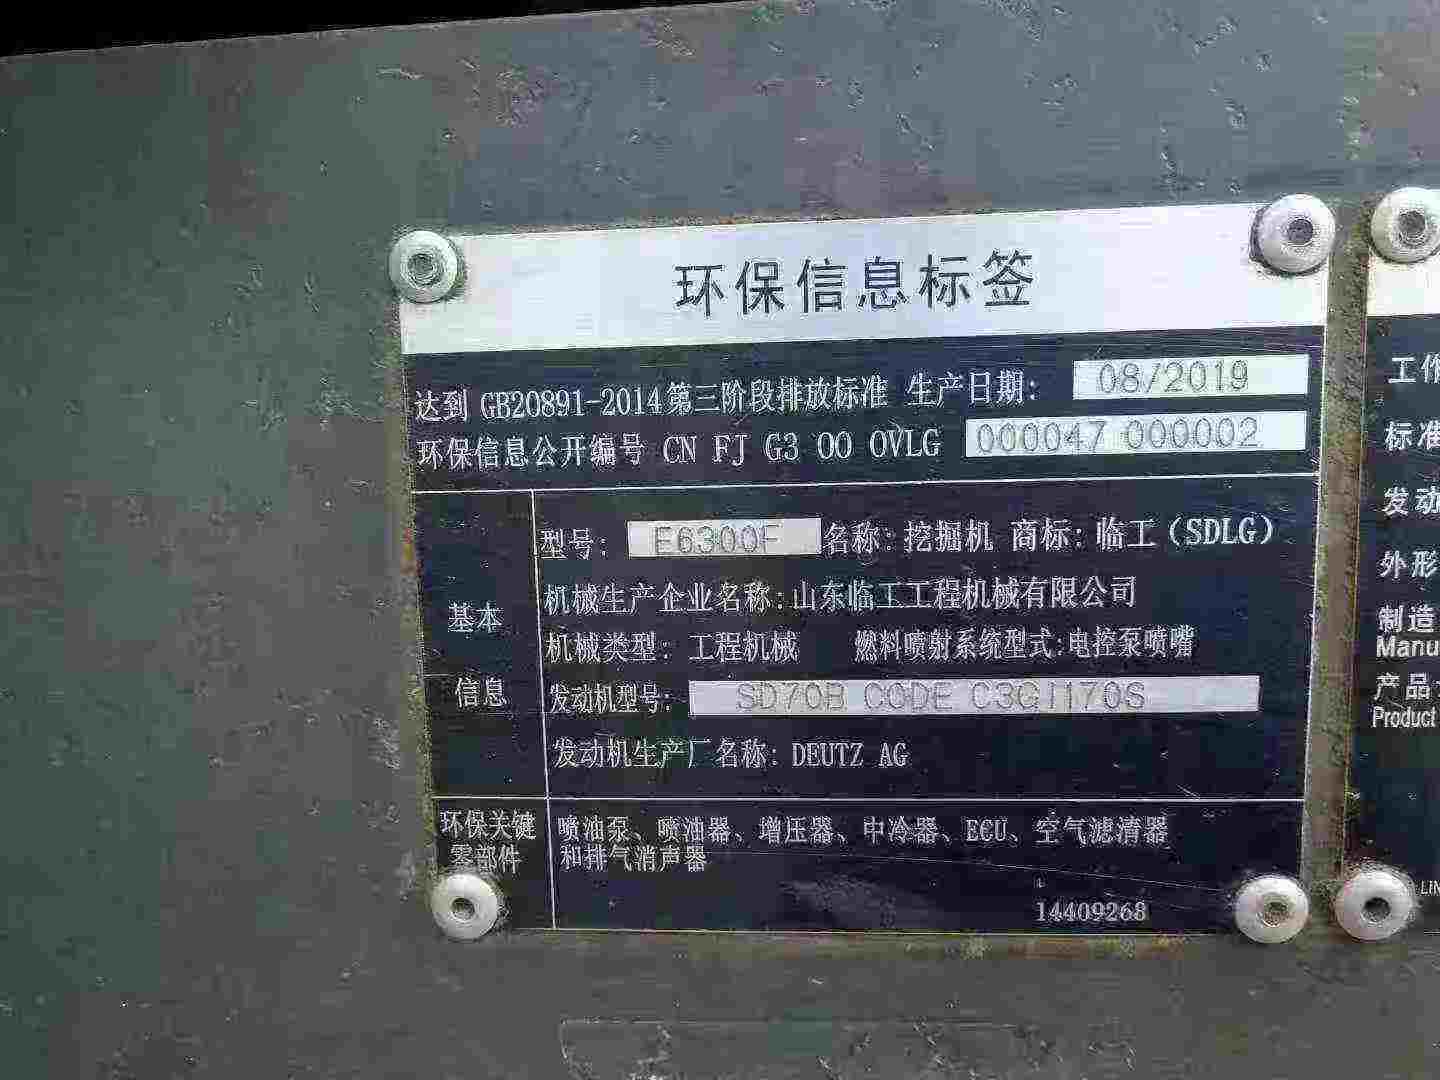 环保信息标签
达到 GB20891-2014第三阶段排放标准 生产日期: 08/2019
环保信息公开编号 CN FJ G3 00 0VLG 000047 000002
基本
信息
型号: E6300F 名称: 挖掘机 商标: 临工 (SDLG)
机械生产企业名称: 山东临工工程机械有限公司
机械类型: 工程机械 燃料喷射系统型式: 电控泵喷嘴
发动机型号: SD70B CODE C3GI170S
发动机生产厂名称: DEUTZ AG
环保关键
零部件
喷油泵、喷油器、增压器、中冷器、ECU、空气滤清器
和排气消声器
14409268
工作
标准
发动
外形
制造
Manu
产品
Product
LIN